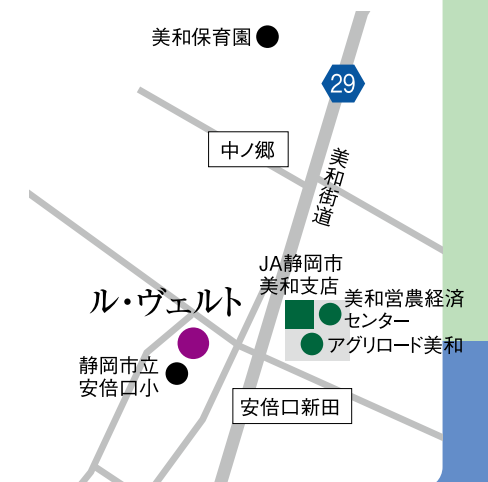 美和保育園
29
中ノ郷
美和街道
JA静岡市
美和支店
ル・ヴェルト
美和営農経済
センター
アグリロード美和
静岡市立
安倍口小
安倍口新田